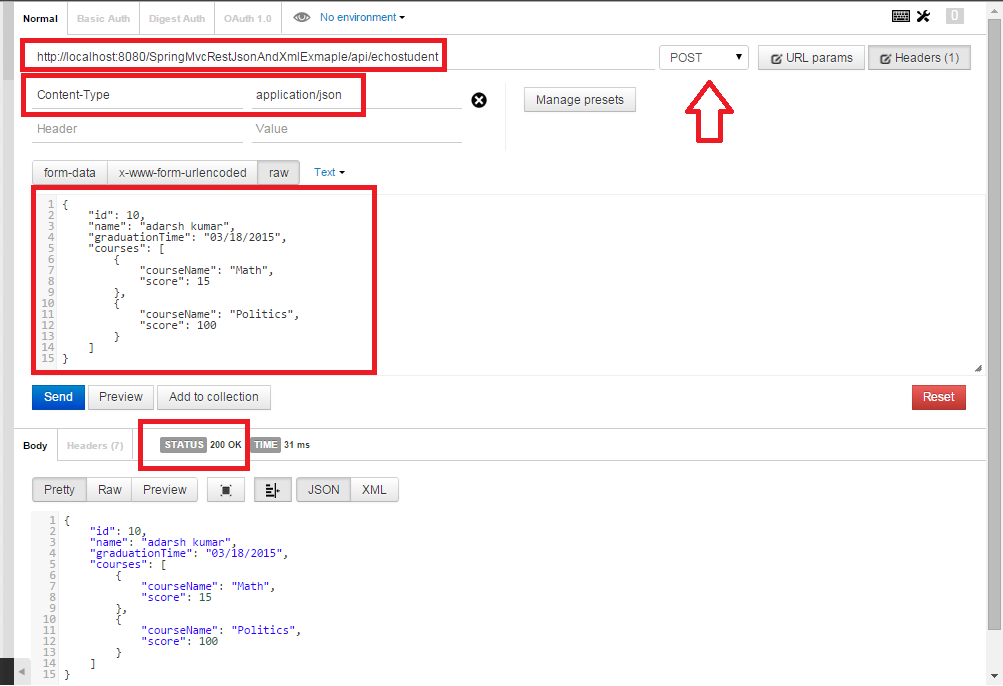 Normal Basic Auth Digest Auth OAuth 1.0 No environment 0
http://localhost:8080/SpringMvcRestJsonAndXmlExmaple/api/echostudent POST URL params Headers (1)
Content-Type application/json Manage presets
Header Value
form-data x-www-form-urlencoded raw Text
1 {
2 "id": 10,
3 "name": "adarsh kumar",
4 "graduationTime": "03/18/2015",
5 "courses": [
6 {
7 "courseName": "Math",
8 "score": 15
9 },
10 {
11 "courseName": "Politics",
12 "score": 100
13 }
14 ]
15 }
Send Preview Add to collection Reset
Body Headers (7) STATUS 200 OK TIME 31 ms
Pretty Raw Preview JSON XML
1 {
2 "id": 10,
3 "name": "adarsh kumar",
4 "graduationTime": "03/18/2015",
5 "courses": [
6 {
7 "courseName": "Math",
8 "score": 15
9 },
10 {
11 "courseName": "Politics",
12 "score": 100
13 }
14 ]
15 }